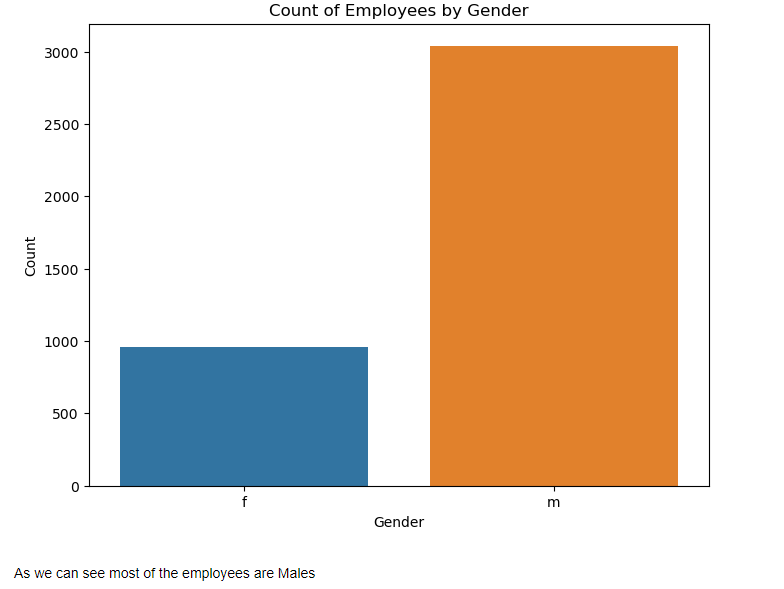 Count of Employees by Gender
3000
2500
2000
1500
1000
500
0
Count
f m
Gender
As we can see most of the employees are Males